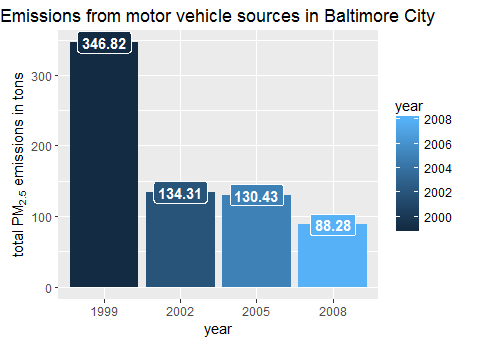 Emissions from motor vehicle sources in Baltimore City
total PM2.5 emissions in tons
300
200
100
0
346.82
134.31
130.43
88.28
1999 2002 2005 2008
year
year
2008
2006
2004
2002
2000